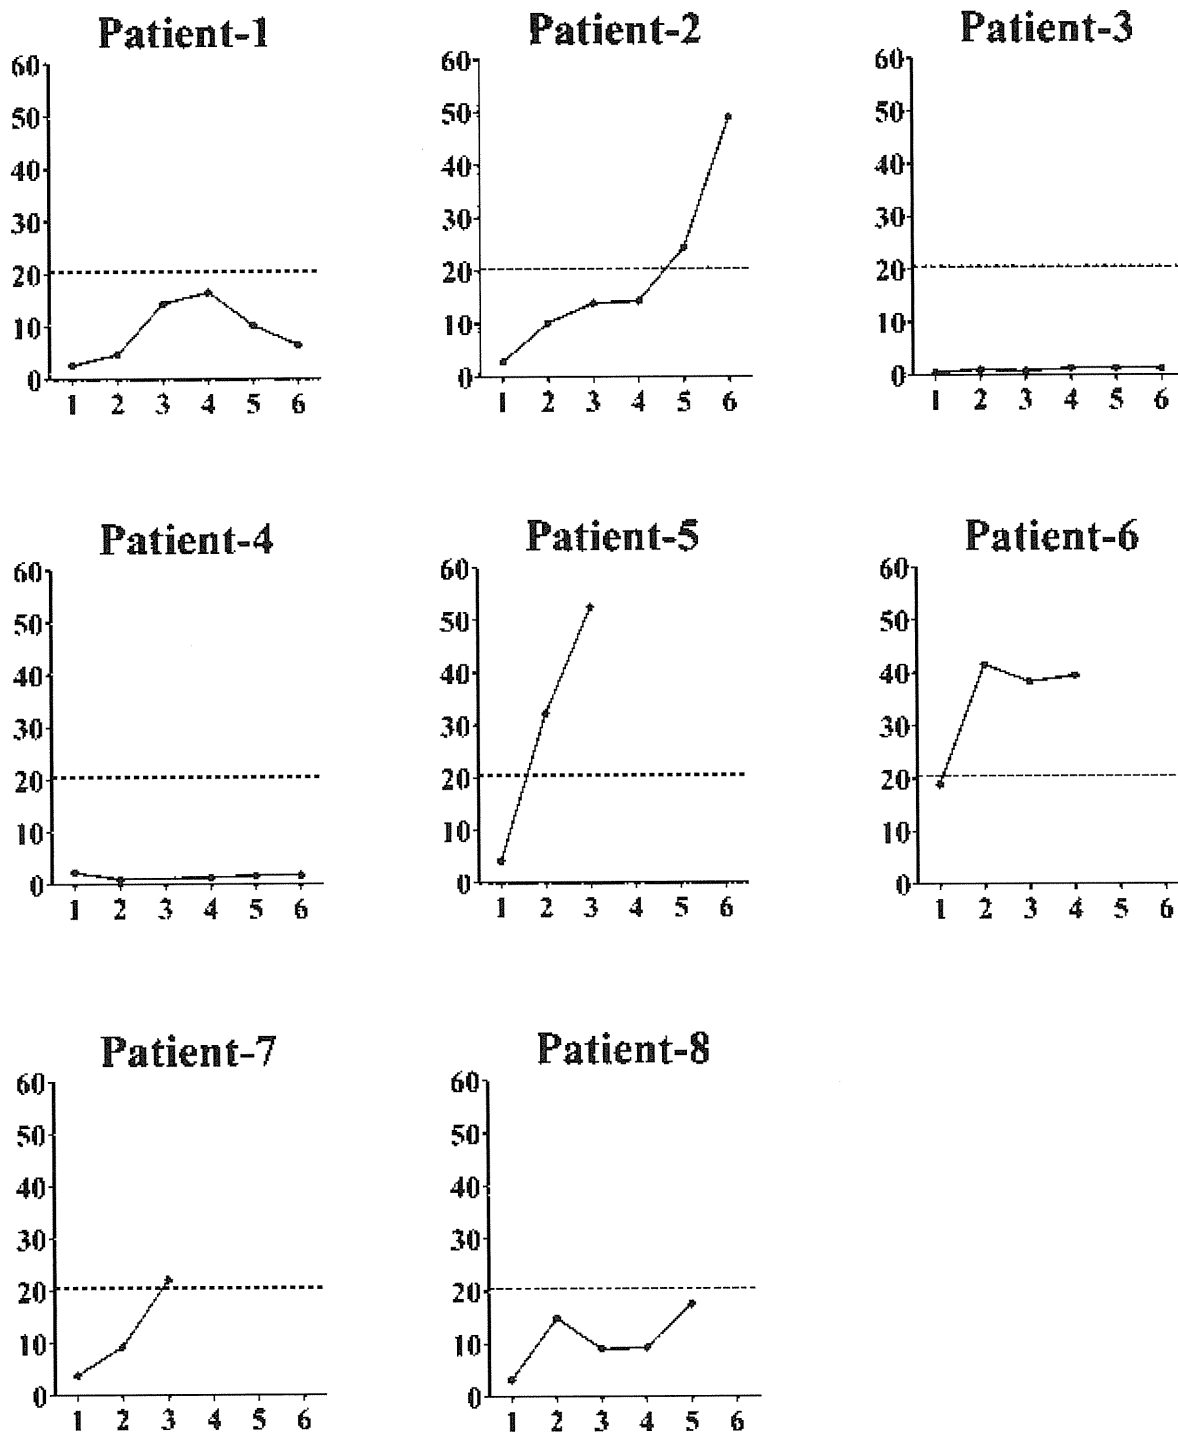 Patient-1 Patient-2 Patient-3
60 60 60
50 50 50
40 40 40
30 30 30
20 20 20
10 10 10
0 0 0
1 2 3 4 5 6 1 2 3 4 5 6 1 2 3 4 5 6
Patient-4 Patient-5 Patient-6
60 60 60
50 50 50
40 40 40
30 30 30
20 20 20
10 10 10
0 0 0
1 2 3 4 5 6 1 2 3 4 5 6 1 2 3 4 5 6
Patient-7 Patient-8
60 60
50 50
40 40
30 30
20 20
10 10
0 0
1 2 3 4 5 6 1 2 3 4 5 6